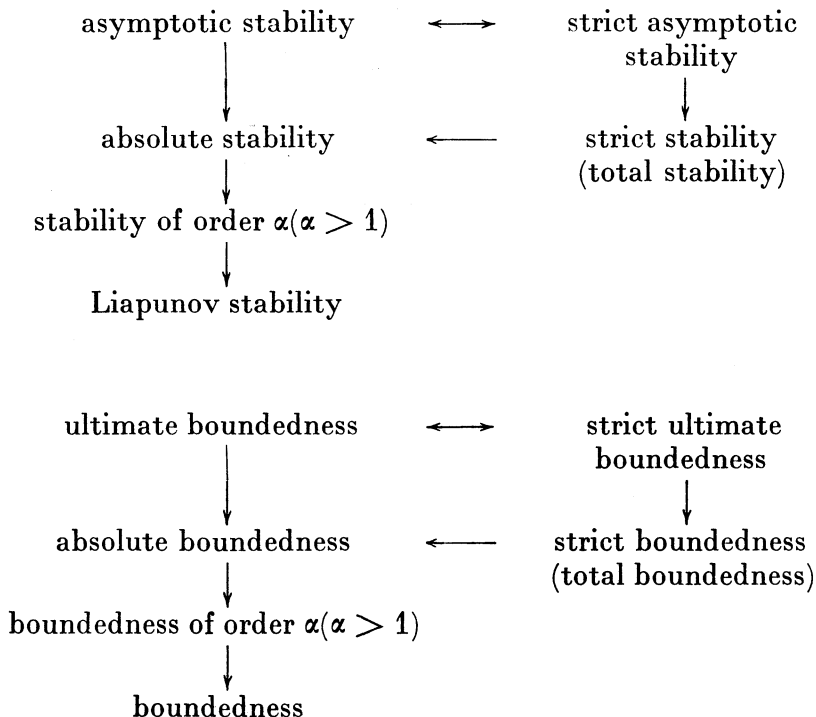 asymptotic stability ↔ strict asymptotic
stability
absolute stability ← strict stability
(total stability)
stability of order α(α > 1)
Liapunov stability
ultimate boundedness ↔ strict ultimate
boundedness
absolute boundedness ← strict boundedness
(total boundedness)
boundedness of order α(α > 1)
boundedness